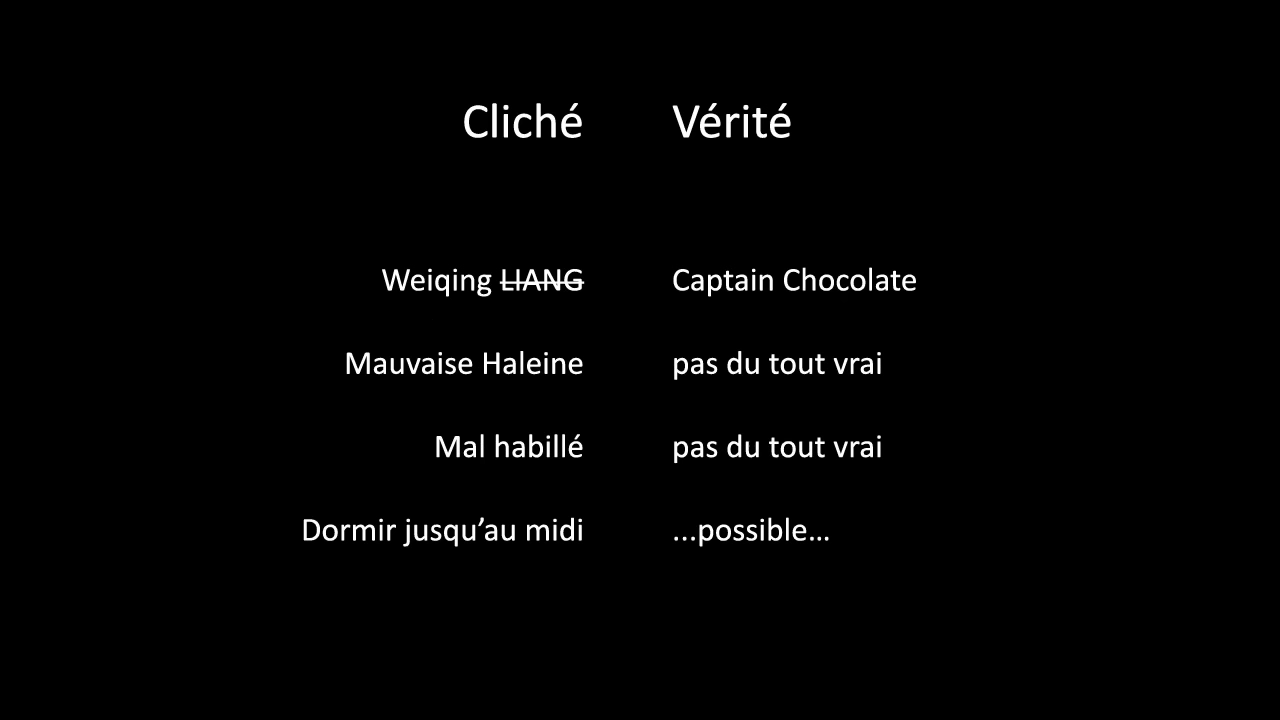 Cliché Vérité
Weiqing LIANG Captain Chocolate
Mauvaise Haleine pas du tout vrai
Mal habillé pas du tout vrai
Dormir jusqu’au midi ...possible…